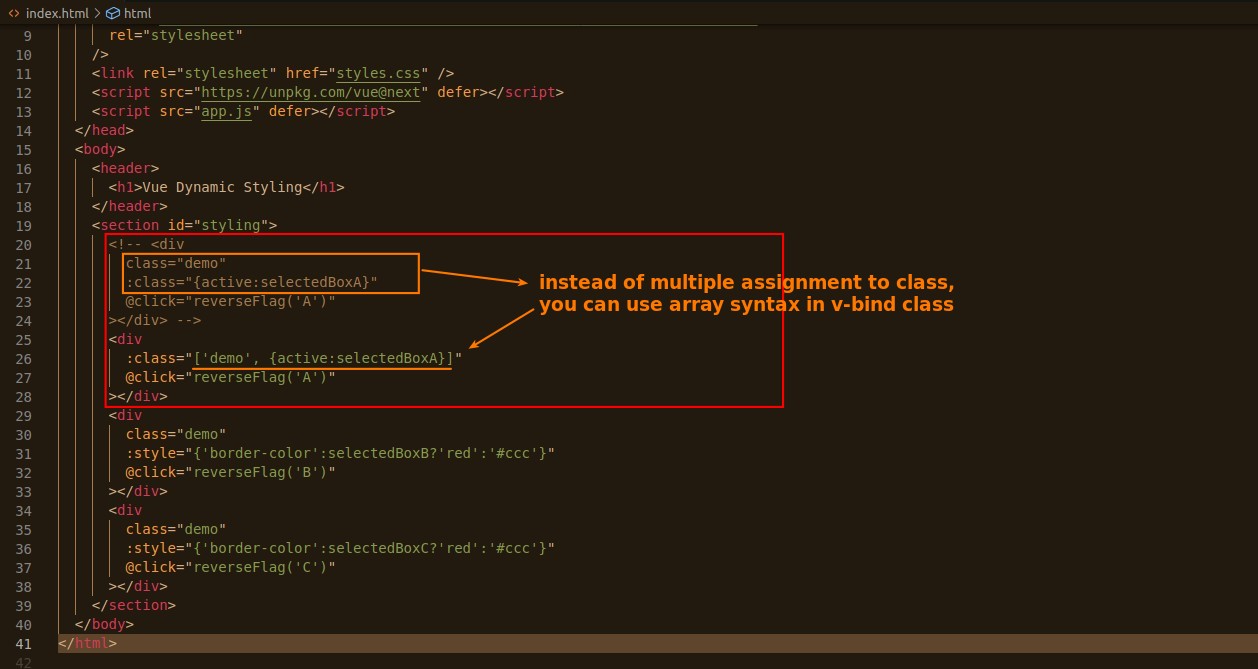 index.html > html
9 rel="stylesheet"
10 />
11 <link rel="stylesheet" href="styles.css" />
12 <script src="https://unpkg.com/vue@next" defer></script>
13 <script src="app.js" defer></script>
14 </head>
15 <body>
16 <header>
17 <h1>Vue Dynamic Styling</h1>
18 </header>
19 <section id="styling">
20 <!-- <div
21 class="demo"
22 :class="{active:selectedBoxA}"
23 @click="reverseFlag('A')"
24 ></div> -->
instead of multiple assignment to class,
you can use array syntax in v-bind class
25 <div
26 :class="['demo', {active:selectedBoxA}]"
27 @click="reverseFlag('A')"
28 ></div>
29 <div
30 class="demo"
31 :style="{'border-color':selectedBoxB?'red':'#ccc'}"
32 @click="reverseFlag('B')"
33 ></div>
34 <div
35 class="demo"
36 :style="{'border-color':selectedBoxC?'red':'#ccc'}"
37 @click="reverseFlag('C')"
38 ></div>
39 </section>
40 </body>
41 </html>
42